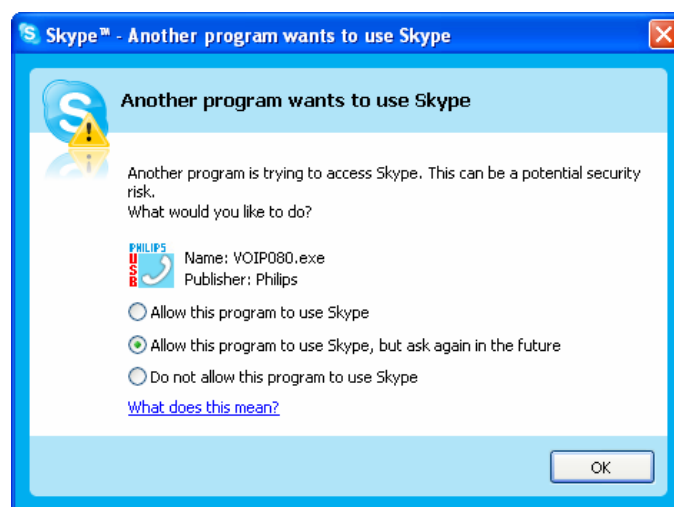 Skype™ - Another program wants to use Skype
Another program wants to use Skype
Another program is trying to access Skype. This can be a potential security
risk.
What would you like to do?
PHILIPS
USB
Name: VOIP080.exe
Publisher: Philips
Allow this program to use Skype
Allow this program to use Skype, but ask again in the future
Do not allow this program to use Skype
What does this mean?
OK